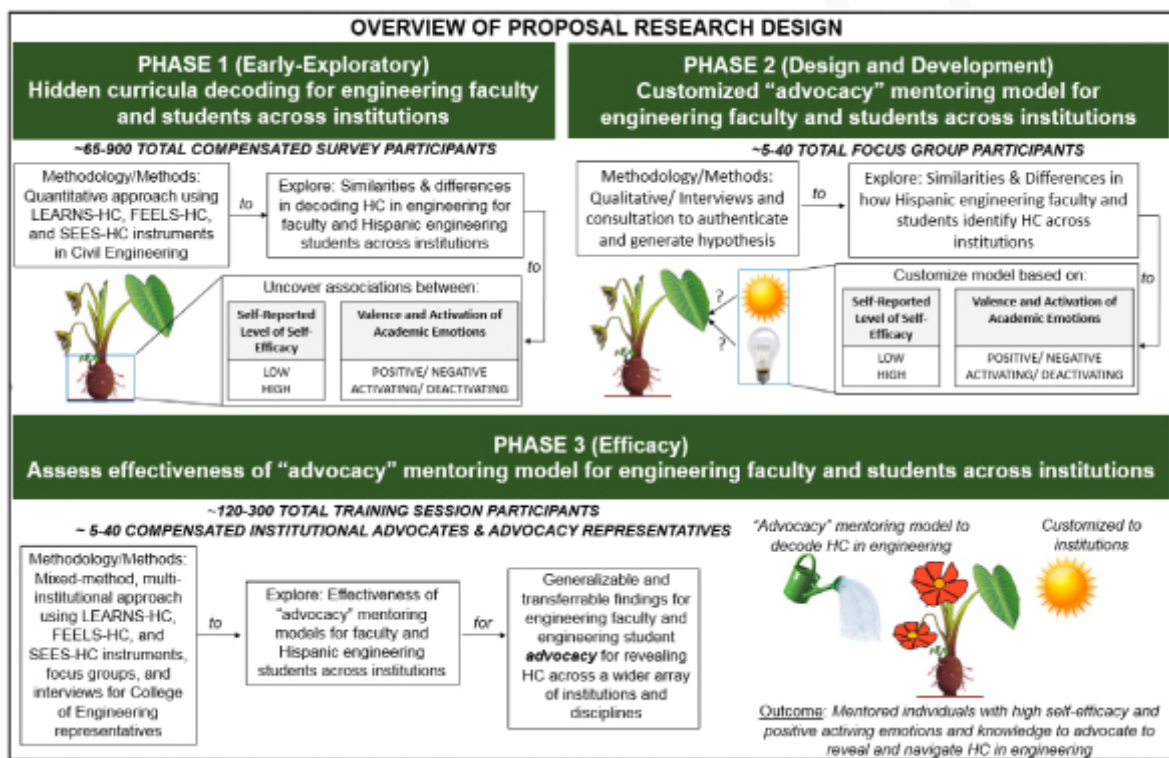 OVERVIEW OF PROPOSAL RESEARCH DESIGN
PHASE 1 (Early-Exploratory)
Hidden curricula decoding for engineering faculty
and students across institutions
~65-900 TOTAL COMPENSATED SURVEY PARTICIPANTS
Methodology/Methods:
Quantitative approach using
LEARNS-HC, FEELS-HC,
and SEES-HC instruments
in Civil Engineering
to
Explore: Similarities & differences
in decoding HC in engineering for
faculty and Hispanic engineering
students across institutions
to
Uncover associations between:
Self-Reported
Level of Self-
Efficacy
LOW
HIGH
Valence and Activation of
Academic Emotions
POSITIVE/ NEGATIVE
ACTIVATING/ DEACTIVATING
PHASE 2 (Design and Development)
Customized “advocacy” mentoring model for
engineering faculty and students across institutions
~5-40 TOTAL FOCUS GROUP PARTICIPANTS
Methodology/Methods:
Qualitative/ Interviews and
consultation to authenticate
and generate hypothesis
to
Explore: Similarities & Differences in
how Hispanic engineering faculty and
students identify HC across
institutions
to
?
?
Customize model based on:
Self-Reported
Level of Self-
Efficacy
LOW
HIGH
Valence and Activation of
Academic Emotions
POSITIVE/ NEGATIVE
ACTIVATING/ DEACTIVATING
PHASE 3 (Efficacy)
Assess effectiveness of “advocacy” mentoring model for engineering faculty and students across institutions
~120-300 TOTAL TRAINING SESSION PARTICIPANTS
~ 5-40 COMPENSATED INSTITUTIONAL ADVOCATES & ADVOCACY REPRESENTATIVES
Methodology/Methods:
Mixed-method, multi-
institutional approach
using LEARNS-HC,
FEELS-HC, and
SEES-HC instruments,
focus groups, and
interviews for College
of Engineering
representatives
to
Explore: Effectiveness of
“advocacy” mentoring
models for faculty and
Hispanic engineering
students across institutions
for
Generalizable and
transferrable findings for
engineering faculty and
engineering student
advocacy for revealing
HC across a wider array
of institutions and
disciplines
“Advocacy” mentoring model to
decode HC in engineering
Customized to
institutions
Outcome: Mentored individuals with high self-efficacy and
positive activing emotions and knowledge to advocate to
reveal and navigate HC in engineering